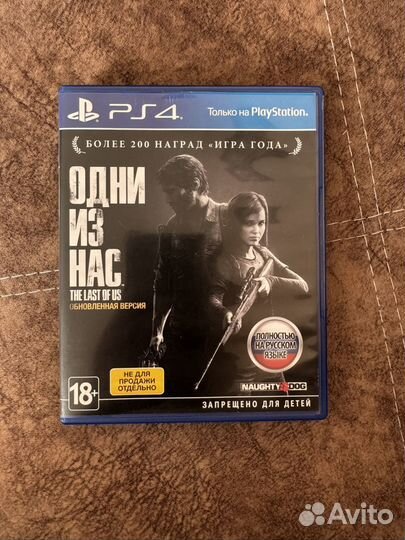 PS4
Только на PlayStation.
БОЛЕЕ 200 НАГРАД «ИГРА ГОДА»
ОДНИ
ИЗ
НАС
THE LAST OF US
ОБНОВЛЕННАЯ ВЕРСИЯ
ПОЛНОСТЬЮ
НА РУССКОМ
ЯЗЫКЕ
НЕ ДЛЯ
ПРОДАЖИ
ОТДЕЛЬНО
18+
NAUGHTY DOG
ЗАПРЕЩЕНО ДЛЯ ДЕТЕЙ
Avito